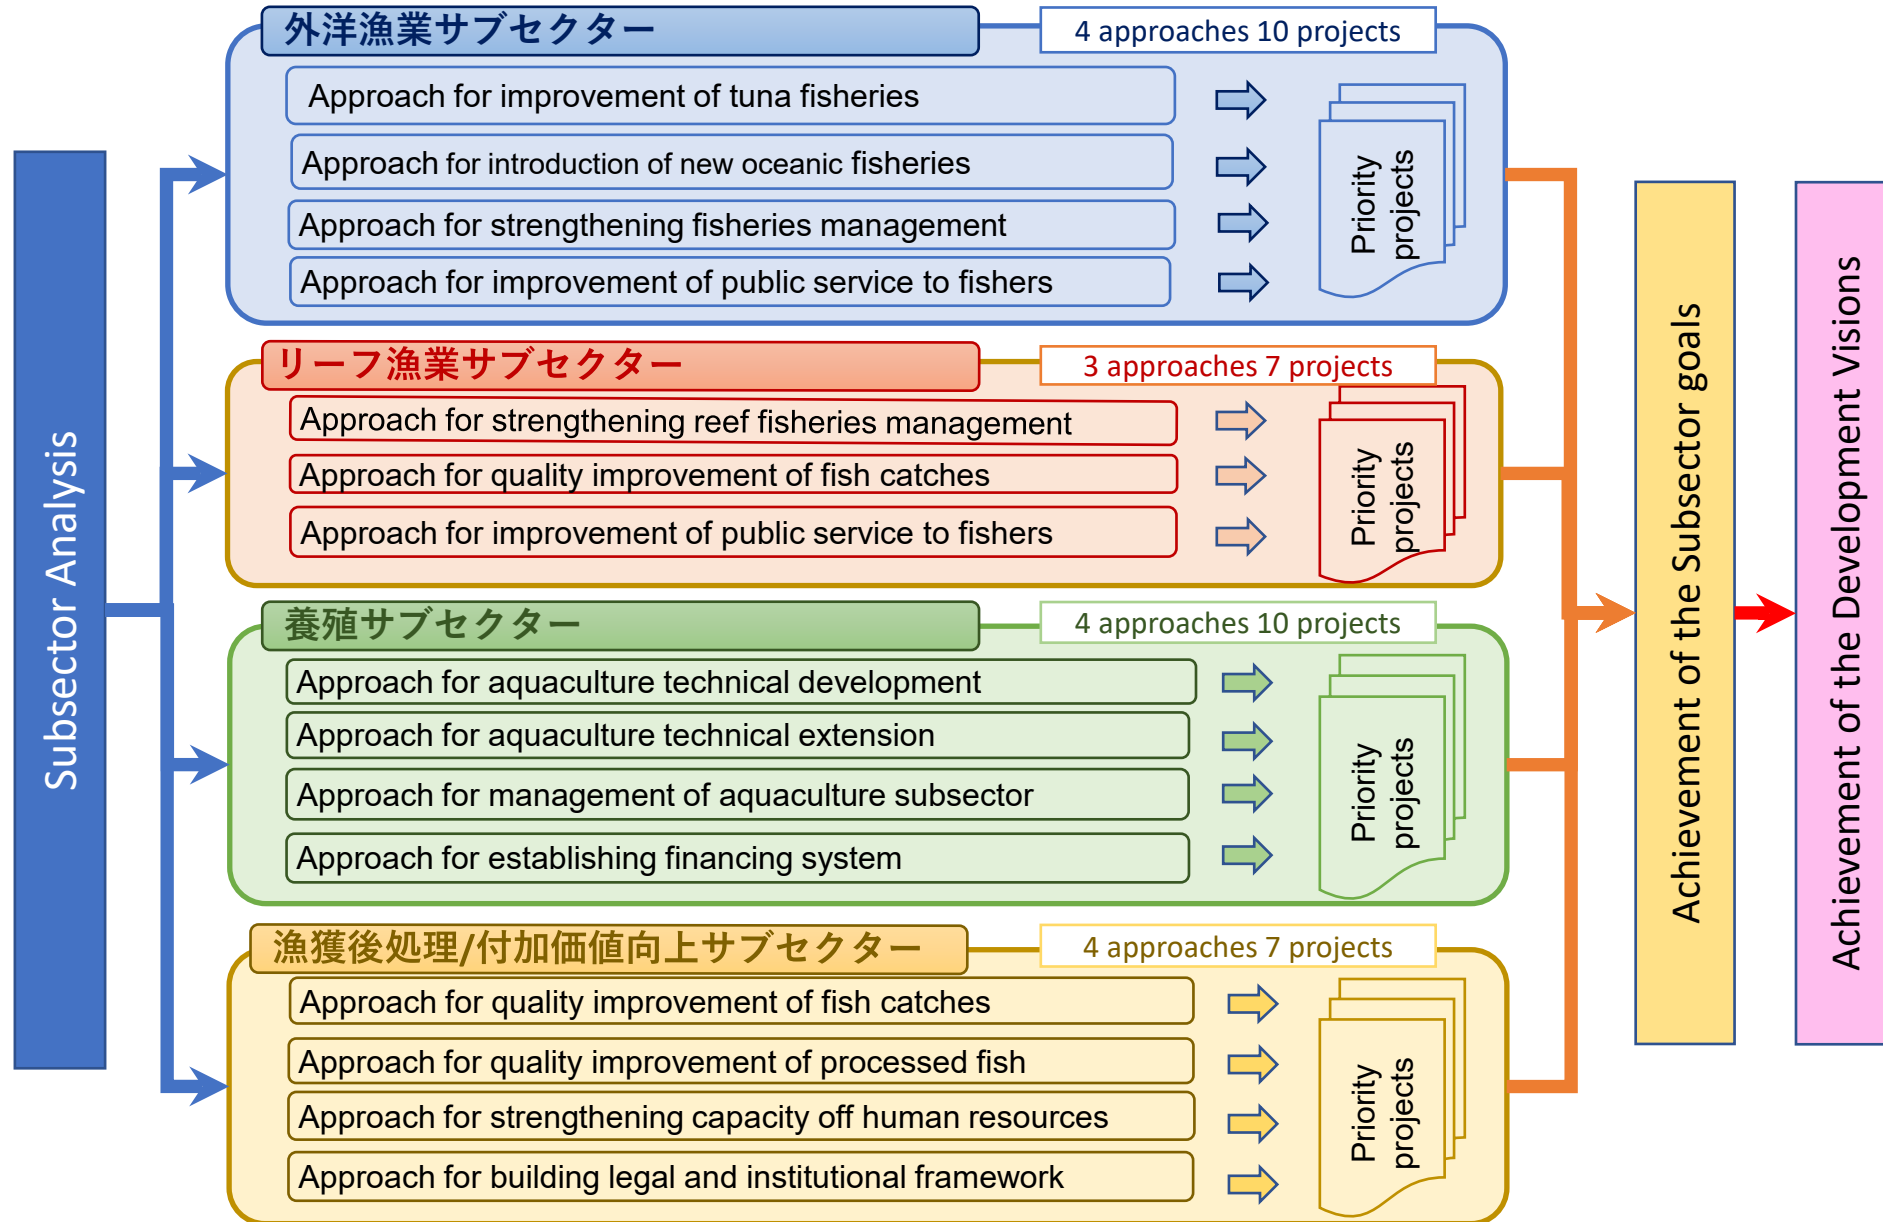 Subsector Analysis
外洋漁業サブセクター
4 approaches 10 projects
Approach for improvement of tuna fisheries
Approach for introduction of new oceanic fisheries
Approach for strengthening fisheries management
Approach for improvement of public service to fishers
Priority
projects
リーフ漁業サブセクター
3 approaches 7 projects
Approach for strengthening reef fisheries management
Approach for quality improvement of fish catches
Approach for improvement of public service to fishers
Priority
projects
養殖サブセクター
4 approaches 10 projects
Approach for aquaculture technical development
Approach for aquaculture technical extension
Approach for management of aquaculture subsector
Approach for establishing financing system
Priority
projects
漁獲後処理/付加価値向上サブセクター
4 approaches 7 projects
Approach for quality improvement of fish catches
Approach for quality improvement of processed fish
Approach for strengthening capacity off human resources
Approach for building legal and institutional framework
Priority
projects
Achievement of the Subsector goals
Achievement of the Development Visions